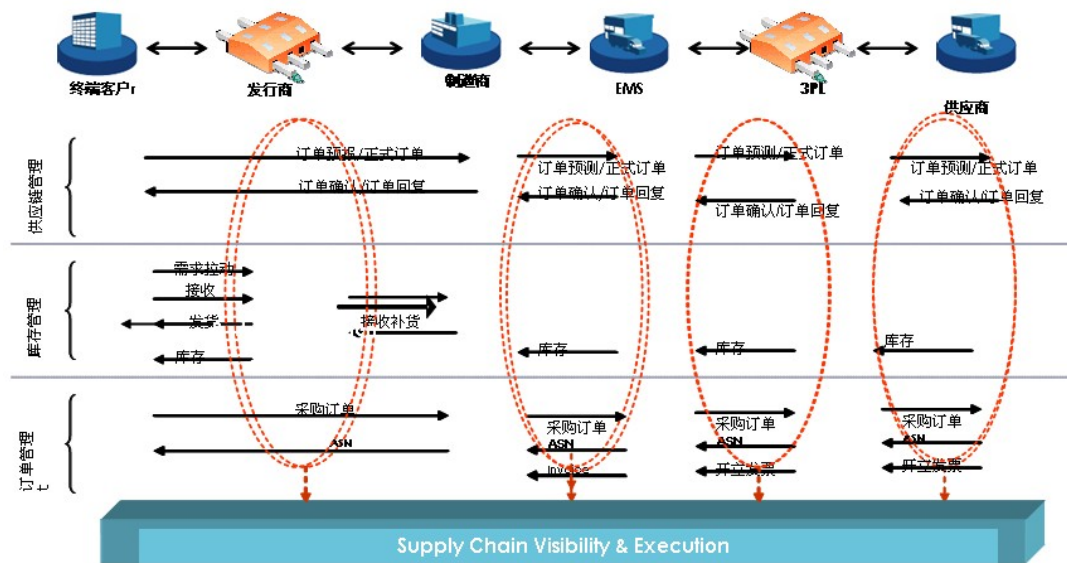 终端客户r
发行商
制造商
EMS
3PL
供应商
供应链管理
订单预报/正式订单
订单预测/正式订单
订单预测/正式订单
订单预测/正式订单
订单确认/订单回复
订单确认/订单回复
订单确认/订单回复
订单确认/订单回复
库存管理
需求拉动
接收
发货
接收补货
库存
库存
库存
库存
订单管理
t
采购订单
采购订单
采购订单
采购订单
ASN
ASN
ASN
ASN
Invoice
开立发票
开立发票
Supply Chain Visibility & Execution